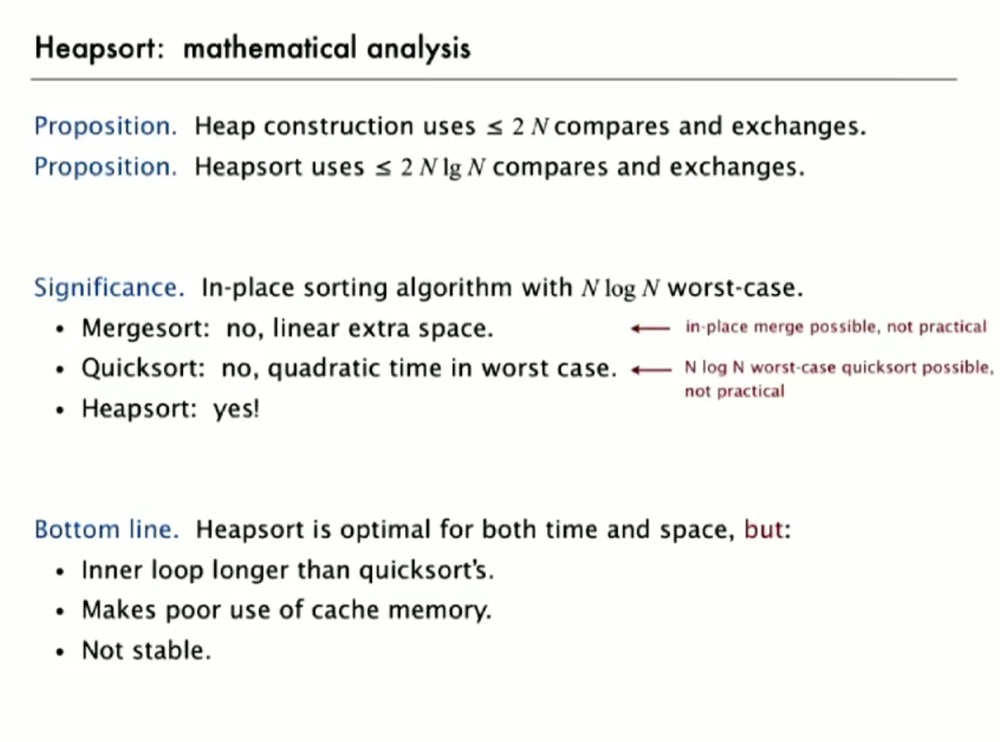 Heapsort: mathematical analysis
Proposition. Heap construction uses ≤ 2 N compares and exchanges.
Proposition. Heapsort uses ≤ 2 N lg N compares and exchanges.
Significance. In-place sorting algorithm with N log N worst-case.
• Mergesort: no, linear extra space. ← in-place merge possible, not practical
• Quicksort: no, quadratic time in worst case. ← N log N worst-case quicksort possible,
not practical
• Heapsort: yes!
Bottom line. Heapsort is optimal for both time and space, but:
• Inner loop longer than quicksort's.
• Makes poor use of cache memory.
• Not stable.